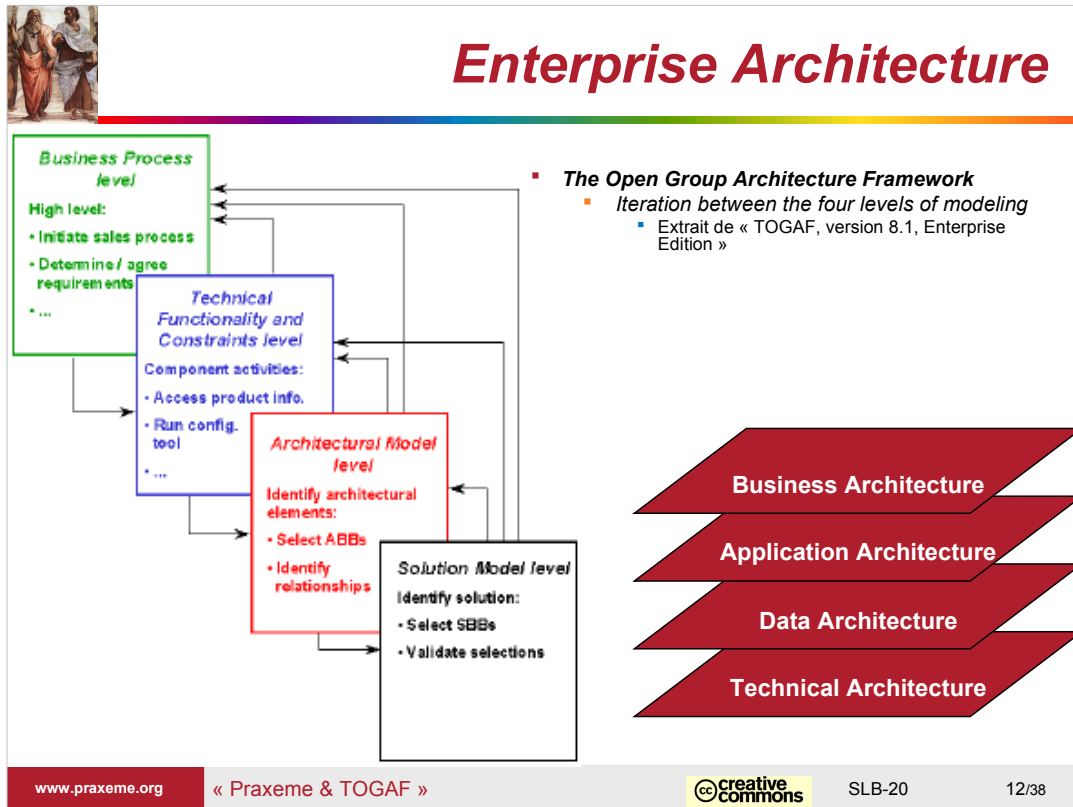 Enterprise Architecture
Business Process
level
High level:
• Initiate sales process
• Determine / agree
requirements
• ...
Technical
Functionality and
Constraints level
Component activities:
• Access product info.
• Run config.
tool
• ...
Architectural Model
level
Identify architectural
elements:
• Select ABBs
• Identify
relationships
Solution Model level
Identify solution:
• Select SBBs
• Validate selections
▪ The Open Group Architecture Framework
▪ Iteration between the four levels of modeling
▪ Extrait de « TOGAF, version 8.1, Enterprise
Edition »
Business Architecture
Application Architecture
Data Architecture
Technical Architecture
www.praxeme.org
« Praxeme & TOGAF »
cc creative
commons
SLB-20
12/38